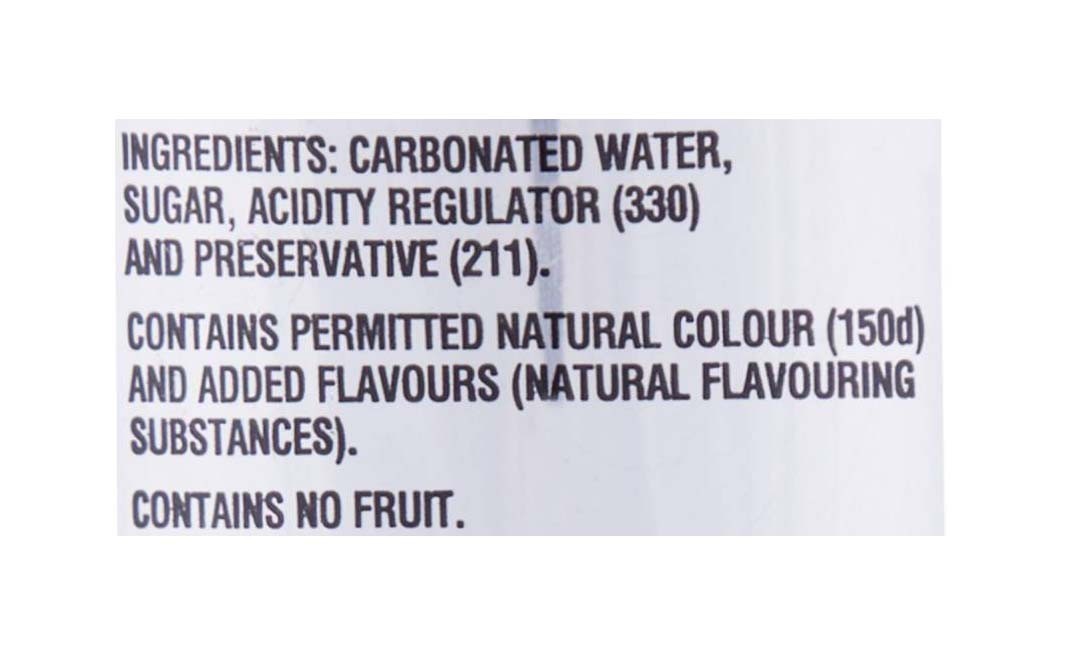 INGREDIENTS: CARBONATED WATER,
SUGAR, ACIDITY REGULATOR (330)
AND PRESERVATIVE (211).
CONTAINS PERMITTED NATURAL COLOUR (150d)
AND ADDED FLAVOURS (NATURAL FLAVOURING
SUBSTANCES).
CONTAINS NO FRUIT.